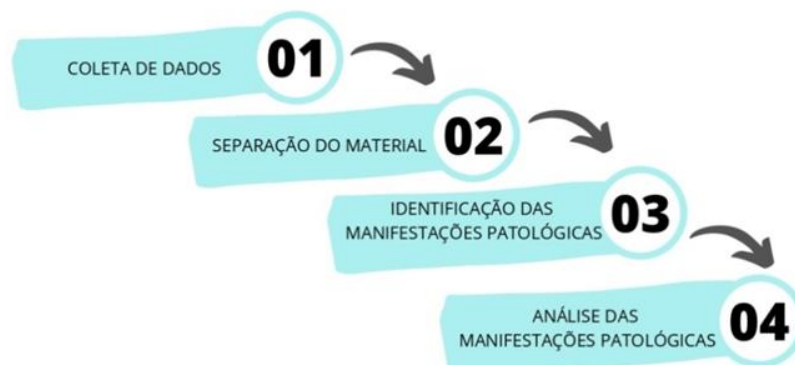 COLETA DE DADOS
01
SEPARAÇÃO DO MATERIAL
02
IDENTIFICAÇÃO DAS
MANIFESTAÇÕES PATOLÓGICAS
03
ANÁLISE DAS
MANIFESTAÇÕES PATOLÓGICAS
04